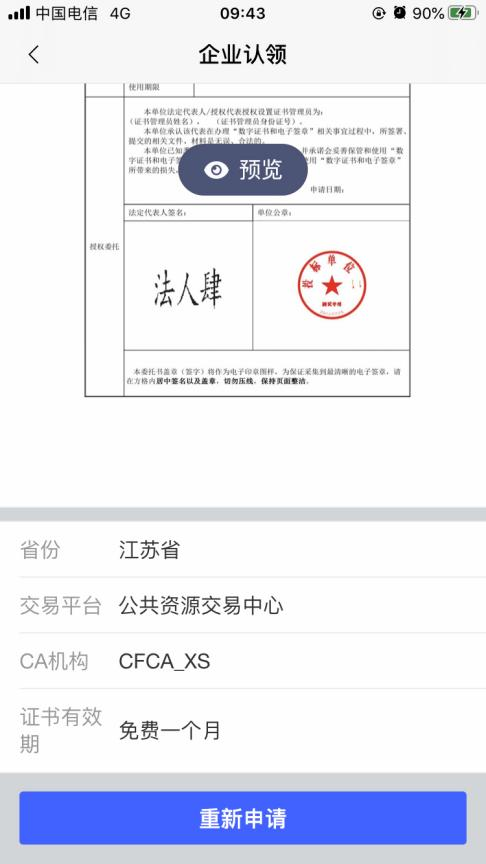 中国电信 4G 09:43 90%
企业认领
使用期限
本单位法定代表人/授权代表授权设置证书管理员为:
(证书管理员姓名), (证书管理员身份证号)。
本单位承认该代表在办理“数字证书和电子签章”相关事宜过程中,所签署、
提交的相关文件,材料是无误、合法的。
本单位已知 并承诺会妥善保管和使用“数
字证书和电子签 使用“数字证书和电子签章”
所带来的损失
预览
申请日期:
授权委托
法定代表人签名: 单位公章:
法人肆
投标单位二
测试专用
本委托书盖章(签字)将作为电子印章图样,为保证采集到最清晰的电子签章,请
在方格内居中签名以及盖章,切勿压线,保持页面整洁。
省份 江苏省
交易平台 公共资源交易中心
CA机构 CFCA_XS
证书有效
期 免费一个月
重新申请